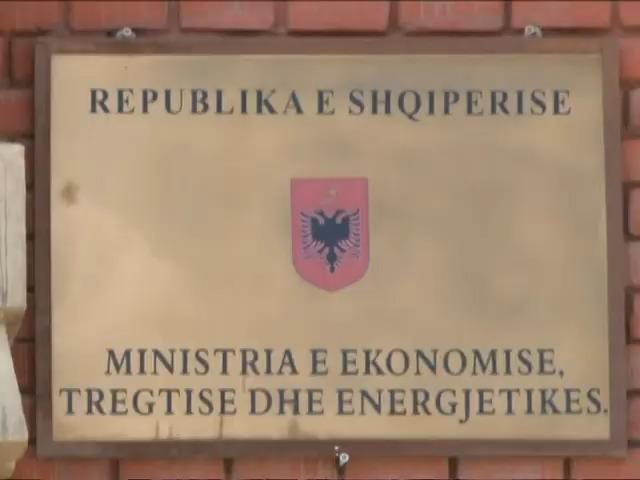 REPUBLIKA E SHQIPERISE
MINISTRIA E EKONOMISE,
TREGTISE DHE ENERGJETIKES.